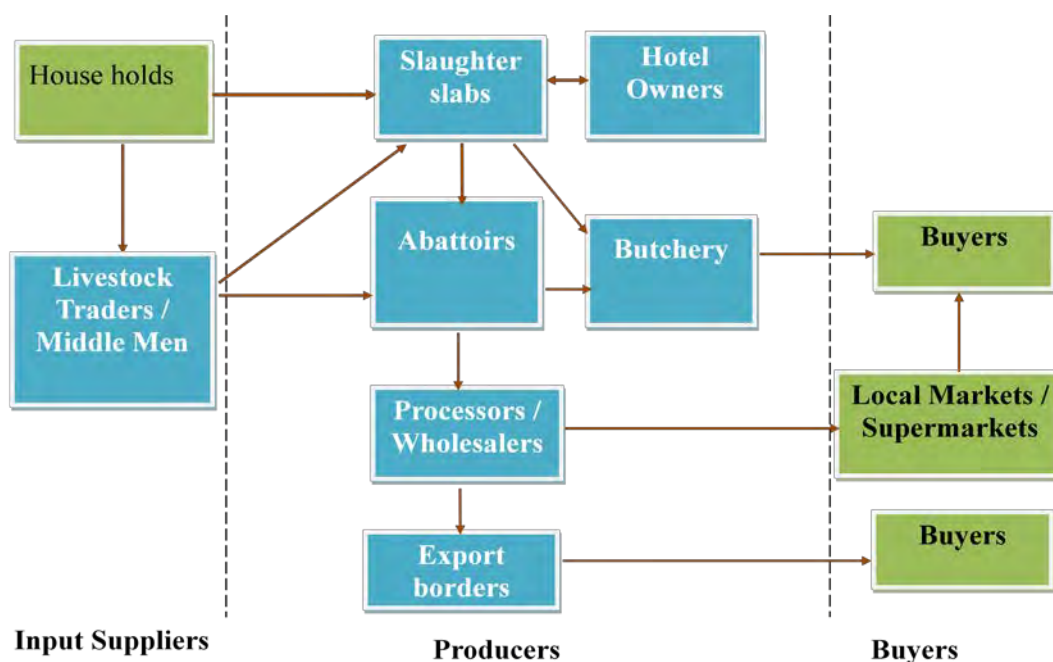 House holds
Slaughter
slabs
Hotel
Owners
Livestock
Traders /
Middle Men
Abattoirs
Butchery
Buyers
Processors /
Wholesalers
Local Markets /
Supermarkets
Export
borders
Buyers
Input Suppliers
Producers
Buyers